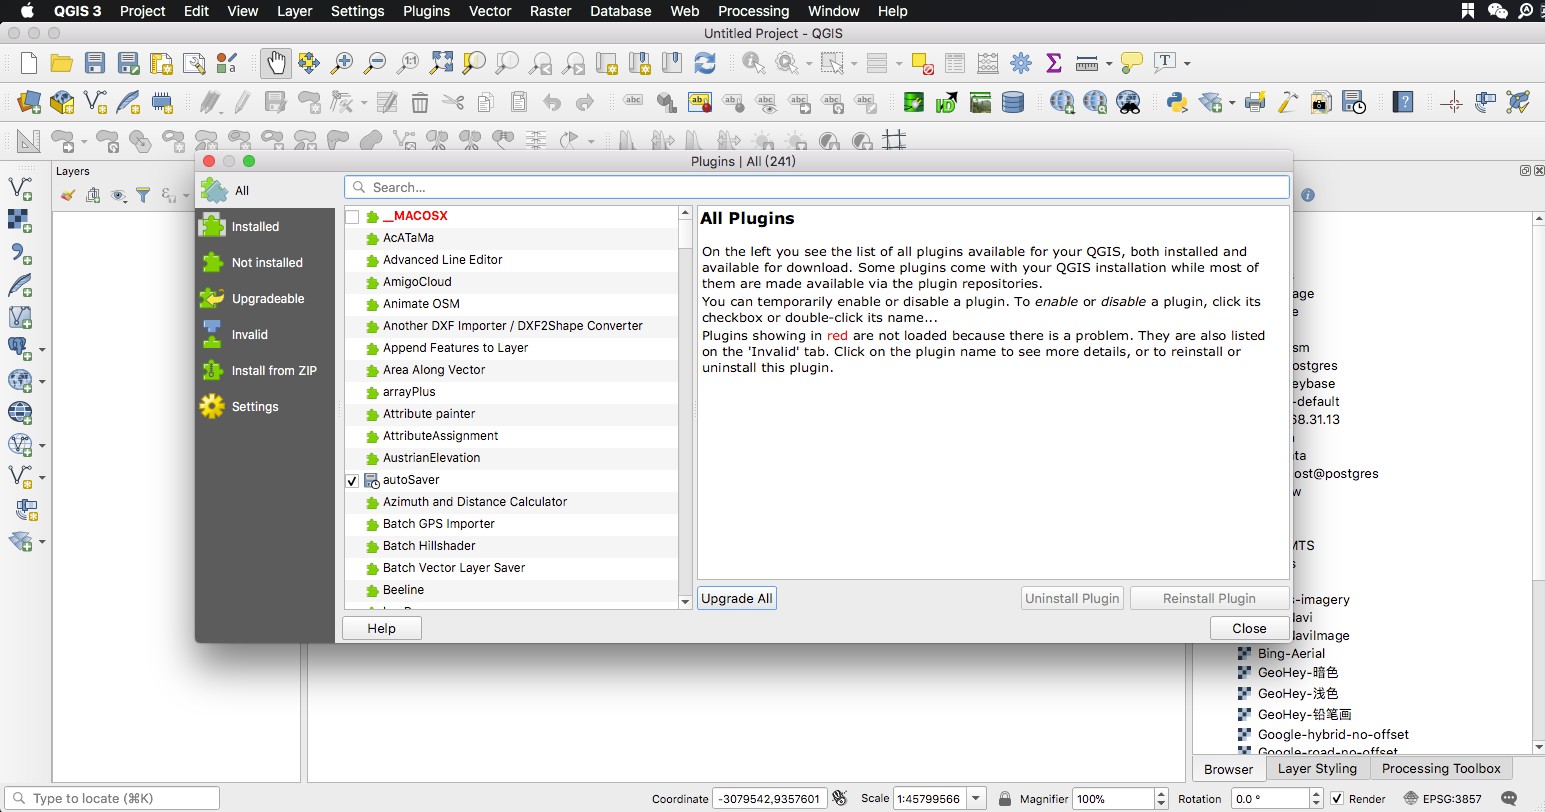 QGIS 3 Project Edit View Layer Settings Plugins Vector Raster Database Web Processing Window Help
Untitled Project - QGIS
Plugins | All (241)
Layers
All
Installed
Not installed
Upgradeable
Invalid
Install from ZIP
Settings
Search...
__MACOSX
AcATaMa
Advanced Line Editor
AmigoCloud
Animate OSM
Another DXF Importer / DXF2Shape Converter
Append Features to Layer
Area Along Vector
arrayPlus
Attribute painter
AttributeAssignment
AustrianElevation
autoSaver
Azimuth and Distance Calculator
Batch GPS Importer
Batch Hillshader
Batch Vector Layer Saver
Beeline
All Plugins
On the left you see the list of all plugins available for your QGIS, both installed and
available for download. Some plugins come with your QGIS installation while most of
them are made available via the plugin repositories.
You can temporarily enable or disable a plugin. To enable or disable a plugin, click its
checkbox or double-click its name...
Plugins showing in red are not loaded because there is a problem. They are also listed
on the 'Invalid' tab. Click on the plugin name to see more details, or to reinstall or
uninstall this plugin.
Upgrade All
Uninstall Plugin
Reinstall Plugin
Help
Close
age
e
sm
ostgres
eybase
-default
68.31.13
ta
ost@postgres
w
MTS
s
s-imagery
Navi
NaviImage
Bing-Aerial
GeoHey-暗色
GeoHey-浅色
GeoHey-铅笔画
Google-hybrid-no-offset
Google-road-no-offset
Browser
Layer Styling
Processing Toolbox
Type to locate (⌘K)
Coordinate -3079542,9357601
Scale 1:45799566
Magnifier 100%
Rotation 0.0 °
Render
EPSG:3857